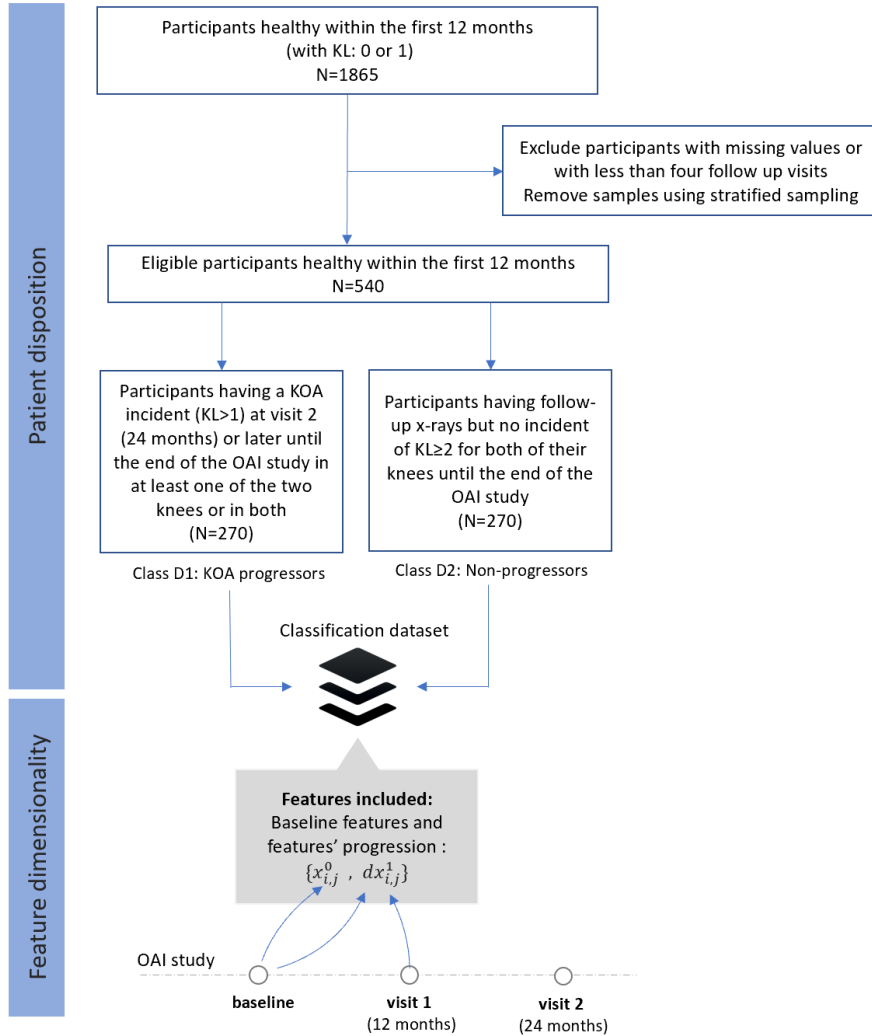 Patient disposition
Participants healthy within the first 12 months
(with KL: 0 or 1)
N=1865
Exclude participants with missing values or
with less than four follow up visits
Remove samples using stratified sampling
Eligible participants healthy within the first 12 months
N=540
Participants having a KOA
incident (KL>1) at visit 2
(24 months) or later until
the end of the OAI study in
at least one of the two
knees or in both
(N=270)
Participants having follow-
up x-rays but no incident
of KL≥2 for both of their
knees until the end of the
OAI study
(N=270)
Class D1: KOA progressors
Class D2: Non-progressors
Classification dataset
Feature dimensionality
Features included:
Baseline features and
features’ progression :
{x⁰ᵢ,ⱼ , dx¹ᵢ,ⱼ}
OAI study
baseline
visit 1
(12 months)
visit 2
(24 months)